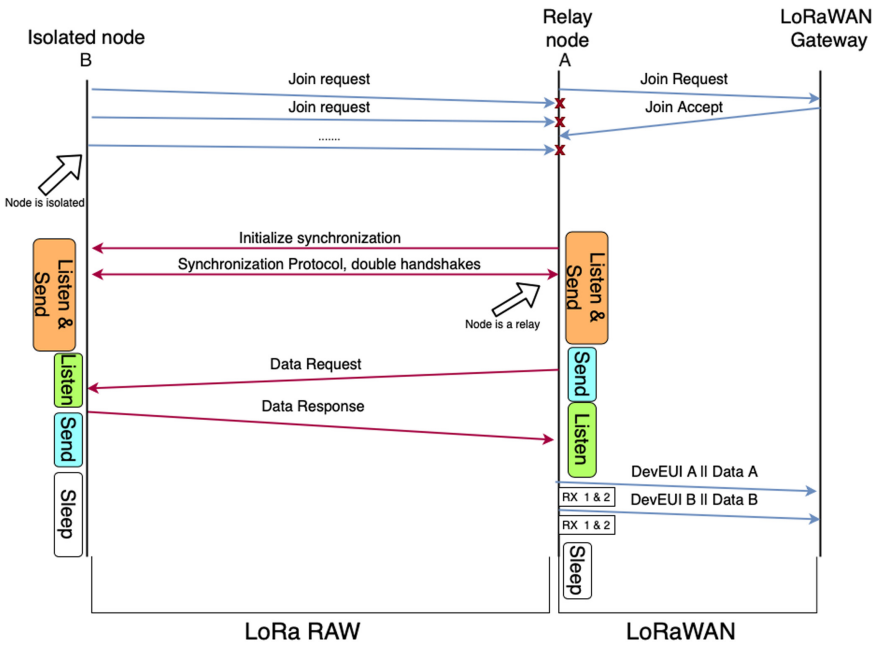 Isolated node
B
Relay
node
A
LoRaWAN
Gateway
Join request
Join Request
Join request
Join Accept
.......
Node is isolated
Initialize synchronization
Synchronization Protocol, double handshakes
Listen &
Send
Listen &
Send
Node is a relay
Data Request
Listen
Send
Data Response
Send
Listen
DevEUI A ll Data A
RX 1 & 2
DevEUI B ll Data B
RX 1 & 2
Sleep
Sleep
LoRa RAW
LoRaWAN